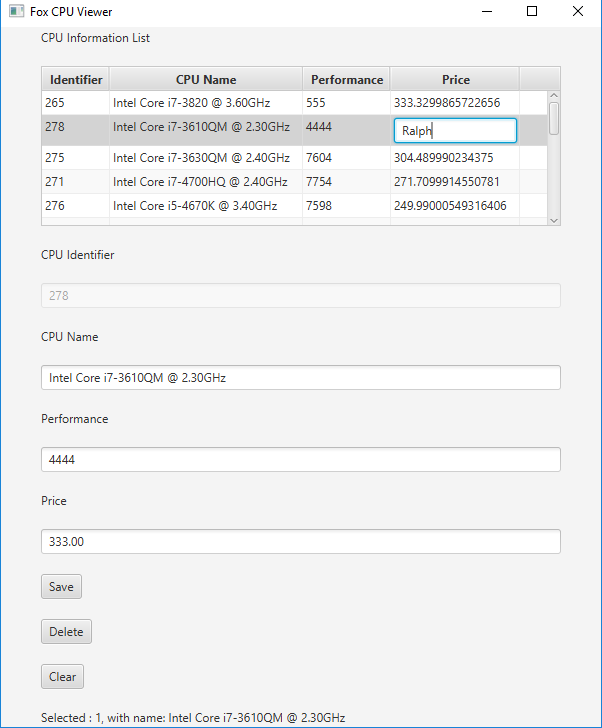 Fox CPU Viewer
CPU Information List
Identifier CPU Name Performance Price
265 Intel Core i7-3820 @ 3.60GHz 555 333.3299865722656
278 Intel Core i7-3610QM @ 2.30GHz 4444 Ralph
275 Intel Core i7-3630QM @ 2.40GHz 7604 304.489990234375
271 Intel Core i7-4700HQ @ 2.40GHz 7754 271.7099914550781
276 Intel Core i5-4670K @ 3.40GHz 7598 249.99000549316406
CPU Identifier
278
CPU Name
Intel Core i7-3610QM @ 2.30GHz
Performance
4444
Price
333.00
Save
Delete
Clear
Selected : 1, with name: Intel Core i7-3610QM @ 2.30GHz